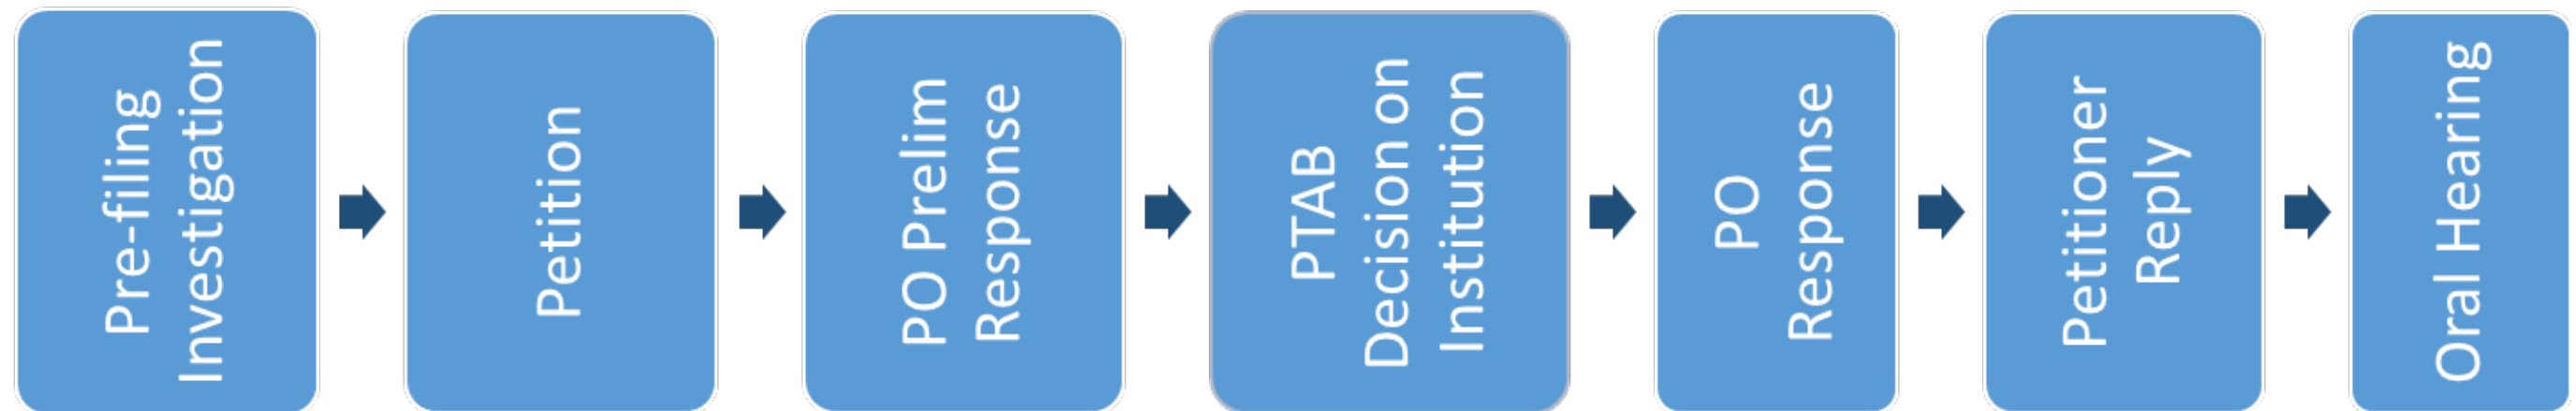 Pre-filing
Investigation
Petition
PO Prelim
Response
PTAB
Decision on
Institution
PO
Response
Petitioner
Reply
Oral Hearing